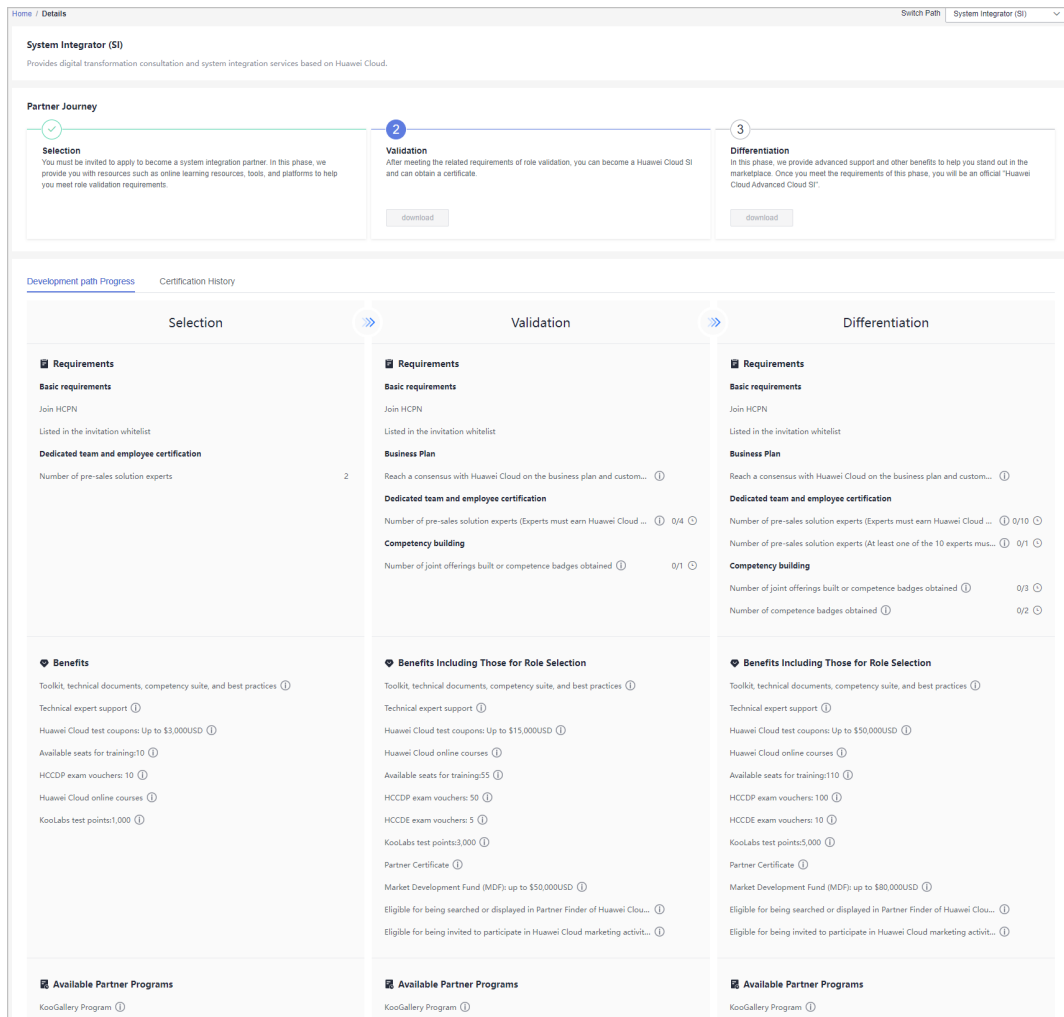 Home / Details
Switch Path System Integrator (SI)
System Integrator (SI)
Provides digital transformation consultation and system integration services based on Huawei Cloud.
Partner Journey
2
3
Selection
You must be invited to apply to become a system integration partner. In this phase, we
provide you with resources such as online learning resources, tools, and platforms to help
you meet role validation requirements.
Validation
After meeting the related requirements of role validation, you can become a Huawei Cloud SI
and can obtain a certificate.
download
Differentiation
In this phase, we provide advanced support and other benefits to help you stand out in the
marketplace. Once you meet the requirements of this phase, you will be an official "Huawei
Cloud Advanced Cloud SI".
download
Development path Progress
Certification History
Selection
Requirements
Basic requirements
Join HCPN
Listed in the invitation whitelist
Dedicated team and employee certification
Number of pre-sales solution experts 2
Benefits
Toolkit, technical documents, competency suite, and best practices
Technical expert support
Huawei Cloud test coupons: Up to $3,000USD
Available seats for training:10
HCCDP exam vouchers: 10
Huawei Cloud online courses
KooLabs test points:1,000
Available Partner Programs
KooGallery Program
Validation
Requirements
Basic requirements
Join HCPN
Listed in the invitation whitelist
Business Plan
Reach a consensus with Huawei Cloud on the business plan and custom...
Dedicated team and employee certification
Number of pre-sales solution experts (Experts must earn Huawei Cloud ... 0/4
Competency building
Number of joint offerings built or competence badges obtained 0/1
Benefits Including Those for Role Selection
Toolkit, technical documents, competency suite, and best practices
Technical expert support
Huawei Cloud test coupons: Up to $15,000USD
Huawei Cloud online courses
Available seats for training:55
HCCDP exam vouchers: 50
HCCDE exam vouchers: 5
KooLabs test points:3,000
Partner Certificate
Market Development Fund (MDF): up to $50,000USD
Eligible for being searched or displayed in Partner Finder of Huawei Clou...
Eligible for being invited to participate in Huawei Cloud marketing activit...
Available Partner Programs
KooGallery Program
Differentiation
Requirements
Basic requirements
Join HCPN
Listed in the invitation whitelist
Business Plan
Reach a consensus with Huawei Cloud on the business plan and custom...
Dedicated team and employee certification
Number of pre-sales solution experts (Experts must earn Huawei Cloud ... 0/10
Number of pre-sales solution experts (At least one of the 10 experts mus... 0/1
Competency building
Number of joint offerings built or competence badges obtained 0/3
Number of competence badges obtained 0/2
Benefits Including Those for Role Selection
Toolkit, technical documents, competency suite, and best practices
Technical expert support
Huawei Cloud test coupons: Up to $50,000USD
Huawei Cloud online courses
Available seats for training:110
HCCDP exam vouchers: 100
HCCDE exam vouchers: 10
KooLabs test points:5,000
Partner Certificate
Market Development Fund (MDF): up to $80,000USD
Eligible for being searched or displayed in Partner Finder of Huawei Clou...
Eligible for being invited to participate in Huawei Cloud marketing activit...
Available Partner Programs
KooGallery Program